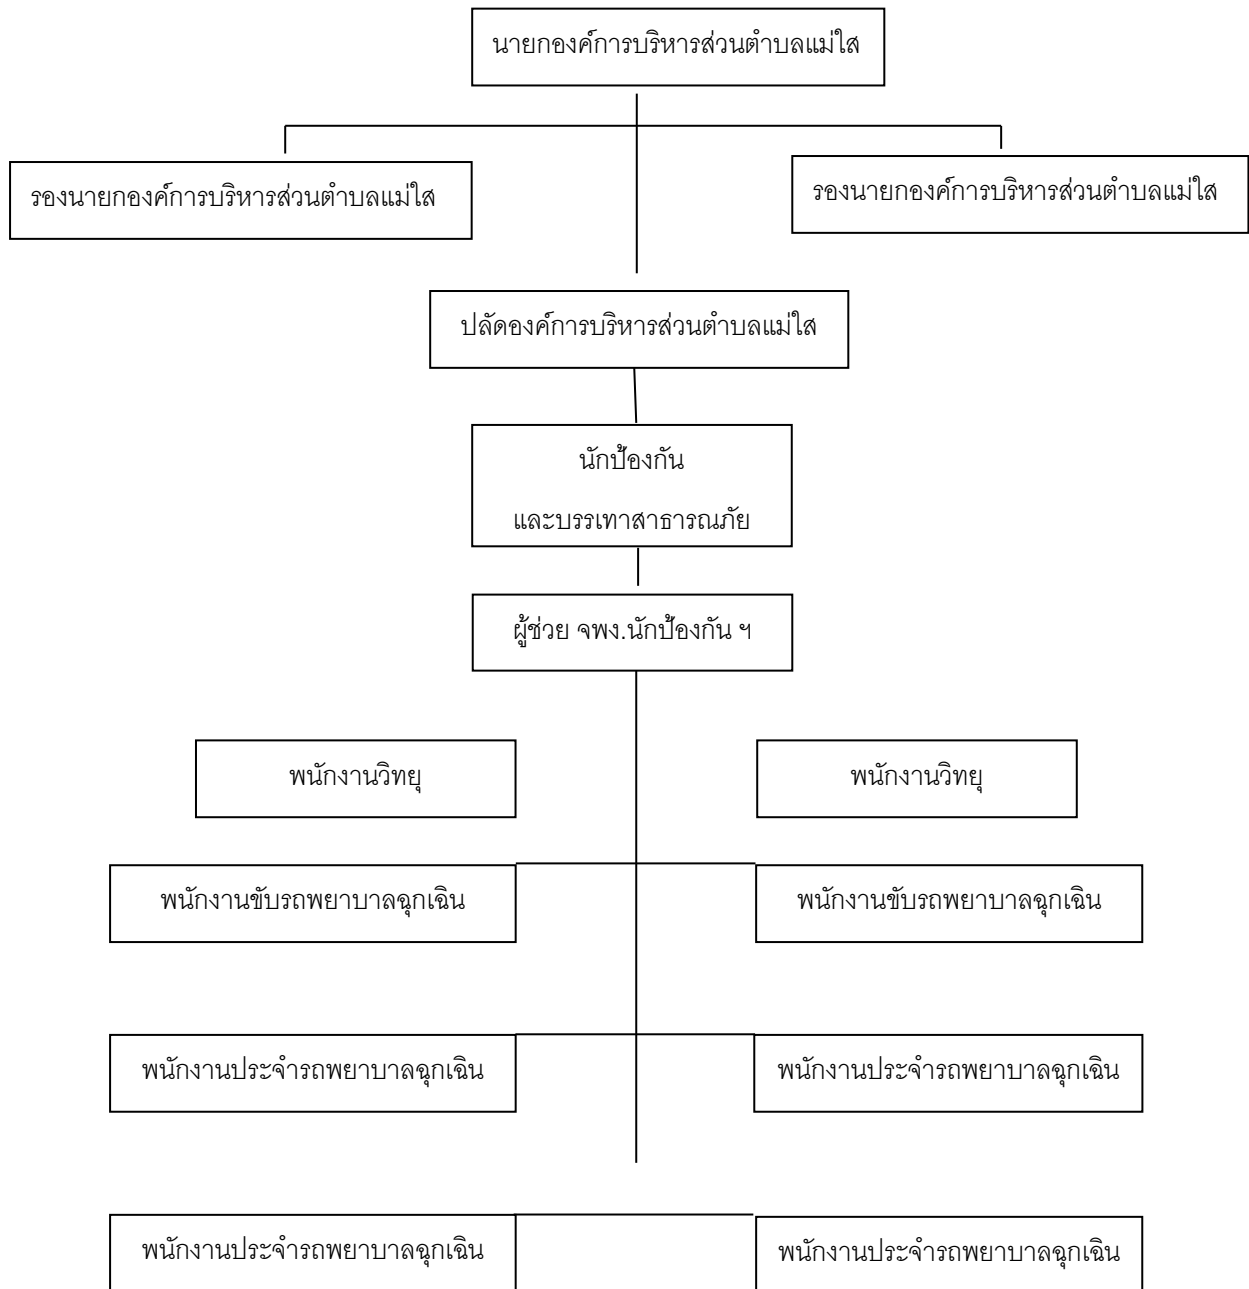 นายกองค์การบริหารส่วนตำบลแม่ใส
รองนายกองค์การบริหารส่วนตำบลแม่ใส
รองนายกองค์การบริหารส่วนตำบลแม่ใส
ปลัดองค์การบริหารส่วนตำบลแม่ใส
นักป้องกัน
และบรรเทาสาธารณภัย
ผู้ช่วย จพง.นักป้องกัน ฯ
พนักงานวิทยุ
พนักงานวิทยุ
พนักงานขับรถพยาบาลฉุกเฉิน
พนักงานขับรถพยาบาลฉุกเฉิน
พนักงานประจำรถพยาบาลฉุกเฉิน
พนักงานประจำรถพยาบาลฉุกเฉิน
พนักงานประจำรถพยาบาลฉุกเฉิน
พนักงานประจำรถพยาบาลฉุกเฉิน